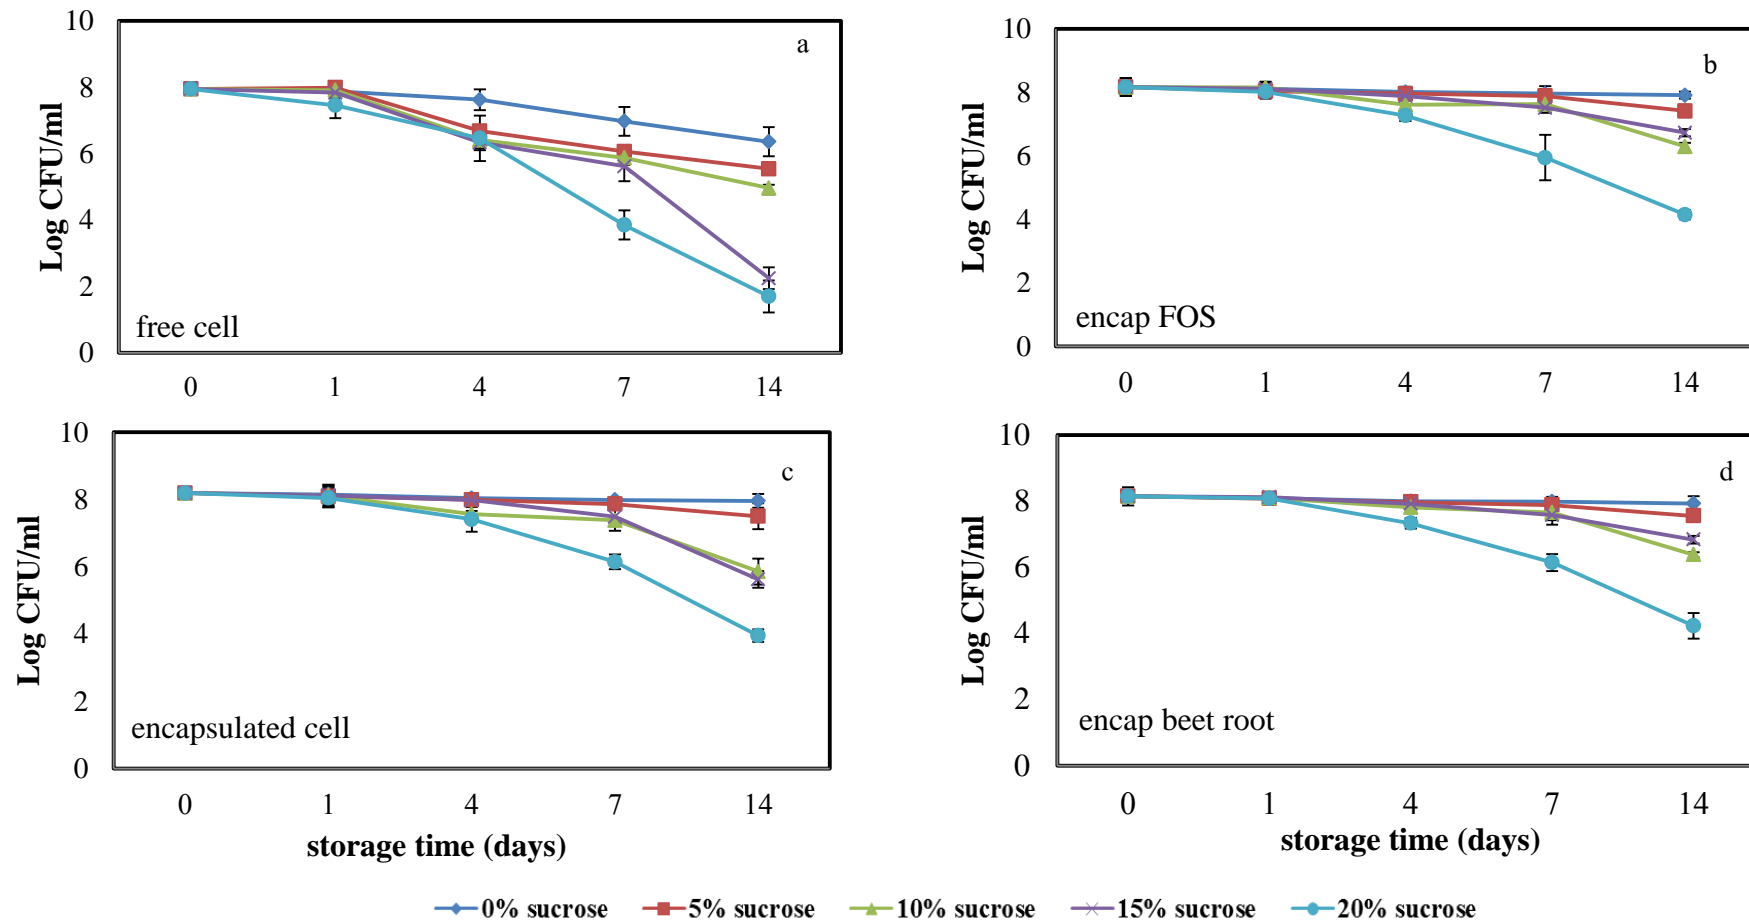 10
8
6
4
2
0
Log CFU/ml
a
free cell
0 1 4 7 14
10
8
6
4
2
0
Log CFU/ml
b
encap FOS
0 1 4 7 14
10
8
6
4
2
0
Log CFU/ml
c
encapsulated cell
0 1 4 7 14
storage time (days)
10
8
6
4
2
0
Log CFU/ml
d
encap beet root
0 1 4 7 14
storage time (days)
0% sucrose 5% sucrose 10% sucrose 15% sucrose 20% sucrose